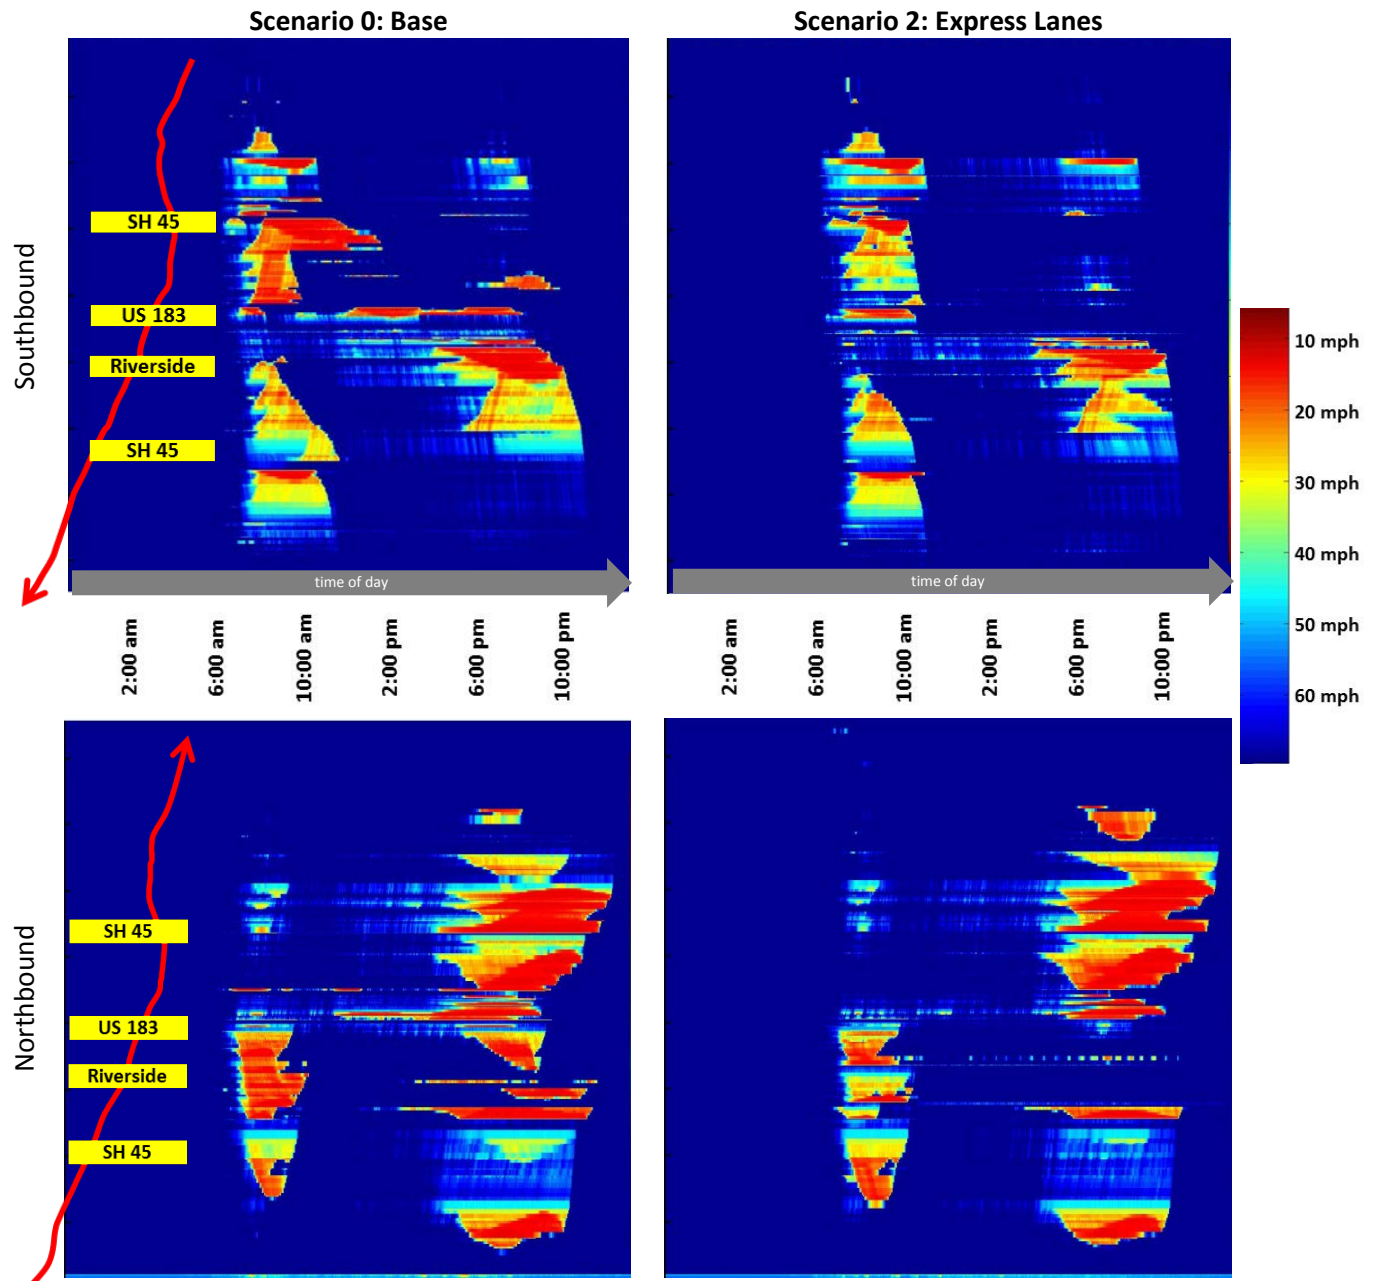 Scenario 0: Base
Scenario 2: Express Lanes
Southbound
SH 45
US 183
Riverside
SH 45
time of day
time of day
10 mph
20 mph
30 mph
40 mph
50 mph
60 mph
2:00 am
6:00 am
10:00 am
2:00 pm
6:00 pm
10:00 pm
2:00 am
6:00 am
10:00 am
2:00 pm
6:00 pm
10:00 pm
Northbound
SH 45
US 183
Riverside
SH 45